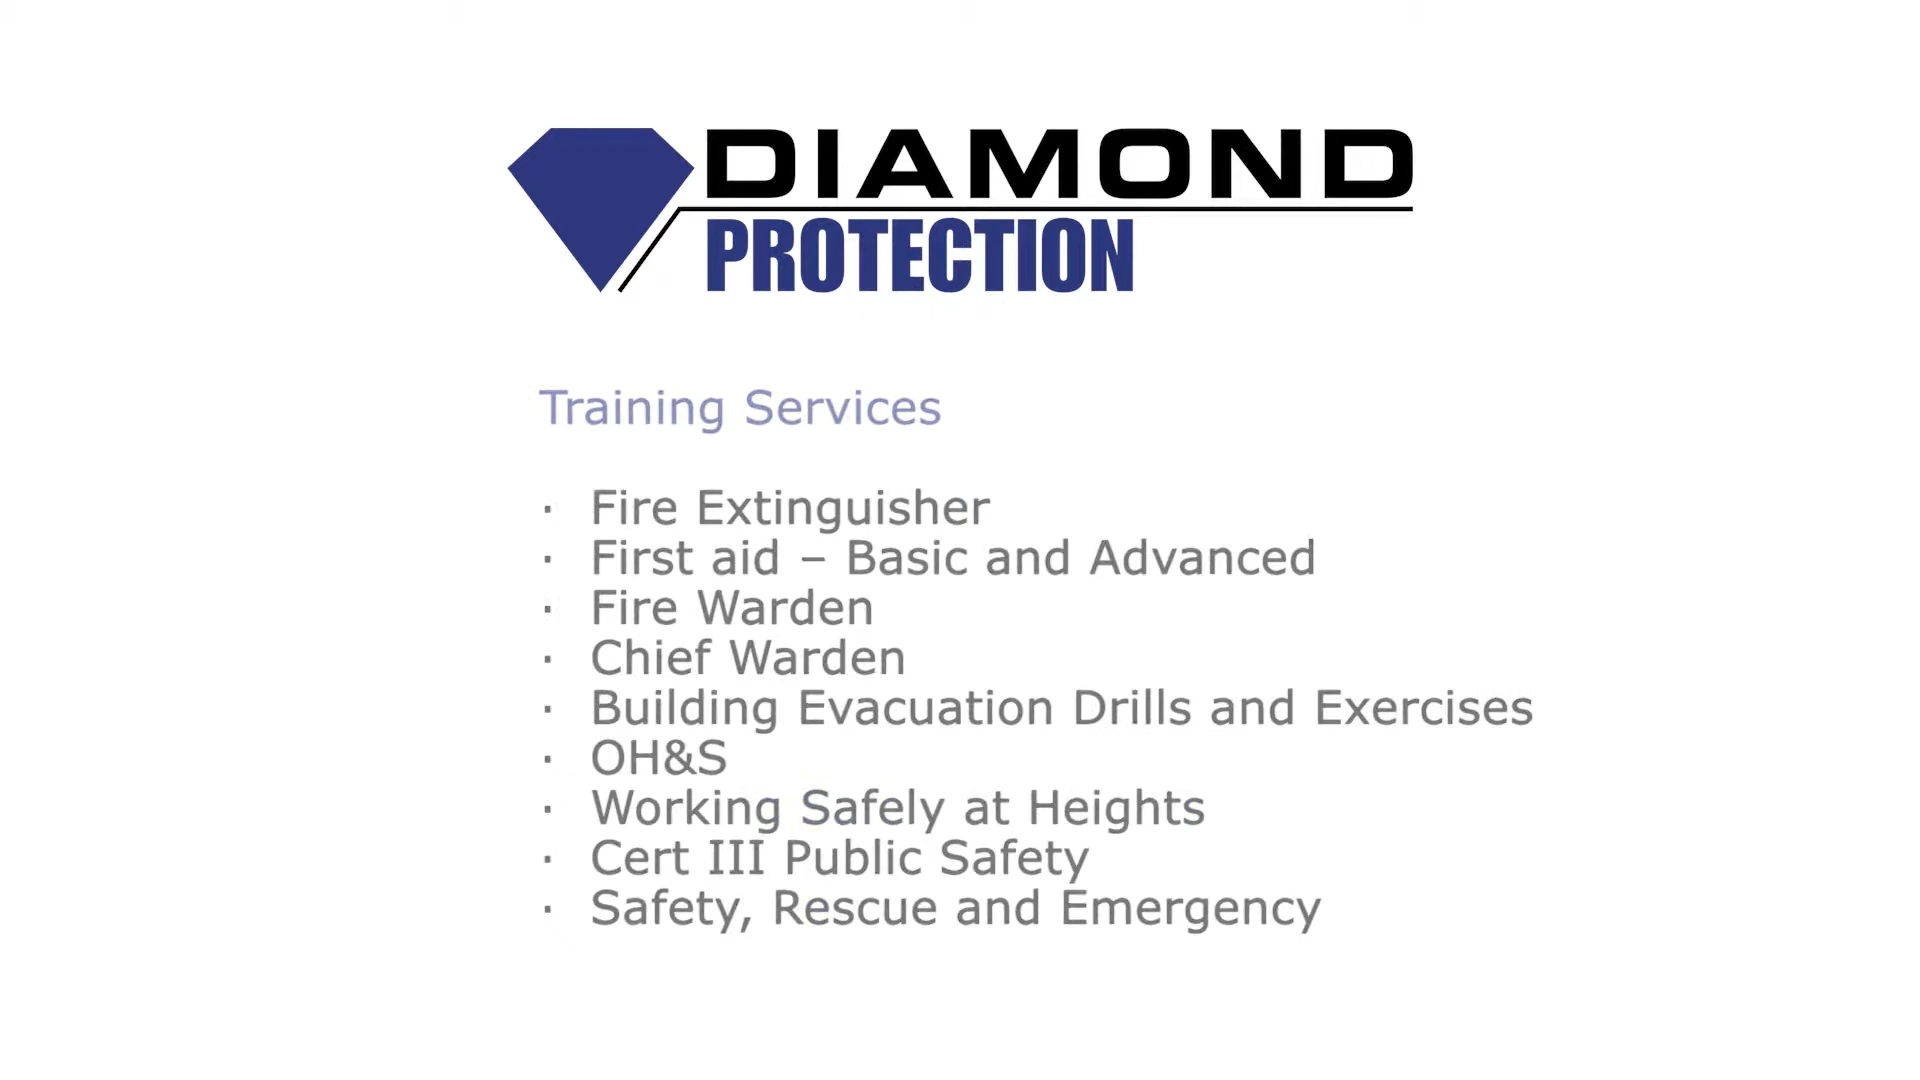 DIAMOND
PROTECTION
Training Services
· Fire Extinguisher
· First aid – Basic and Advanced
· Fire Warden
· Chief Warden
· Building Evacuation Drills and Exercises
· OH&S
· Working Safely at Heights
· Cert III Public Safety
· Safety, Rescue and Emergency